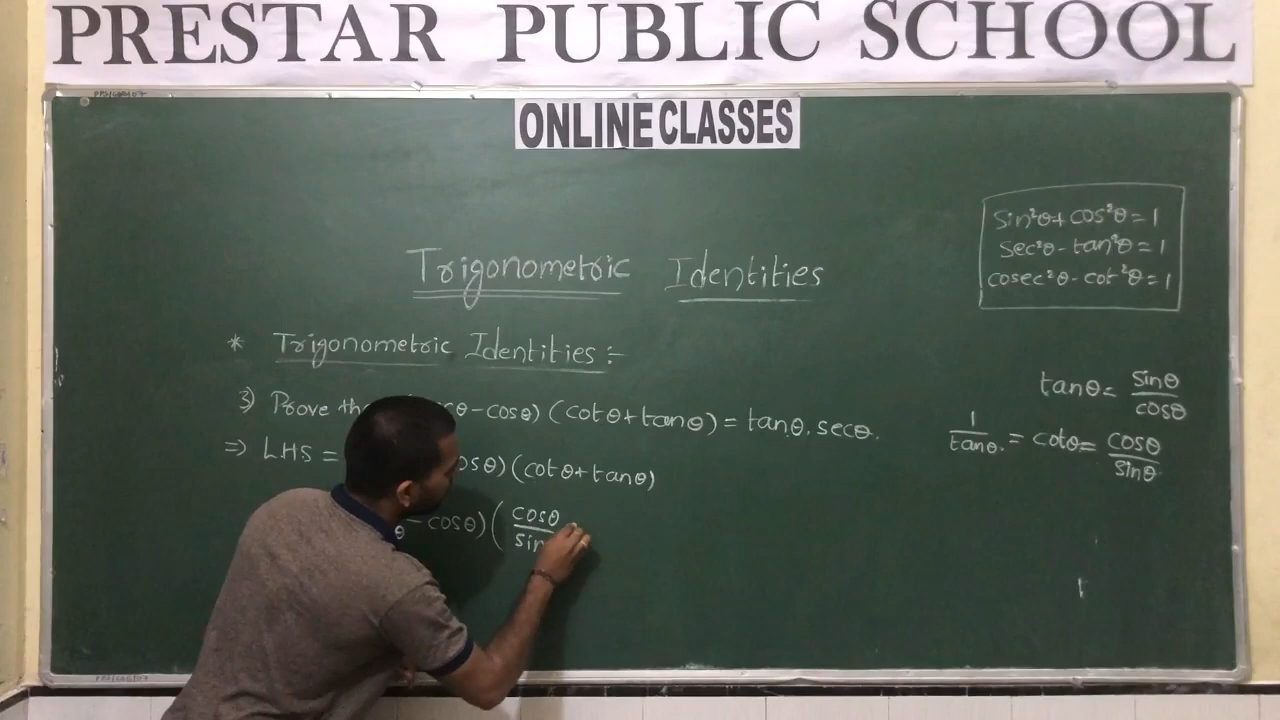 PRESTAR PUBLIC SCHOOL
ONLINE CLASSES
Sin²θ + cos²θ = 1
Sec²θ - tan²θ = 1
cosec²θ - cot²θ = 1
Trigonometric Identities
* Trigonometric Identities :-
3) Prove θ - cosθ) (cotθ + tanθ) = tanθ. secθ.
⇒ LHS = osθ) (cotθ + tanθ)
θ - cosθ) ( cosθ / sin
tanθ = sinθ / cosθ
1 / tanθ. = cotθ = cosθ / sinθ.